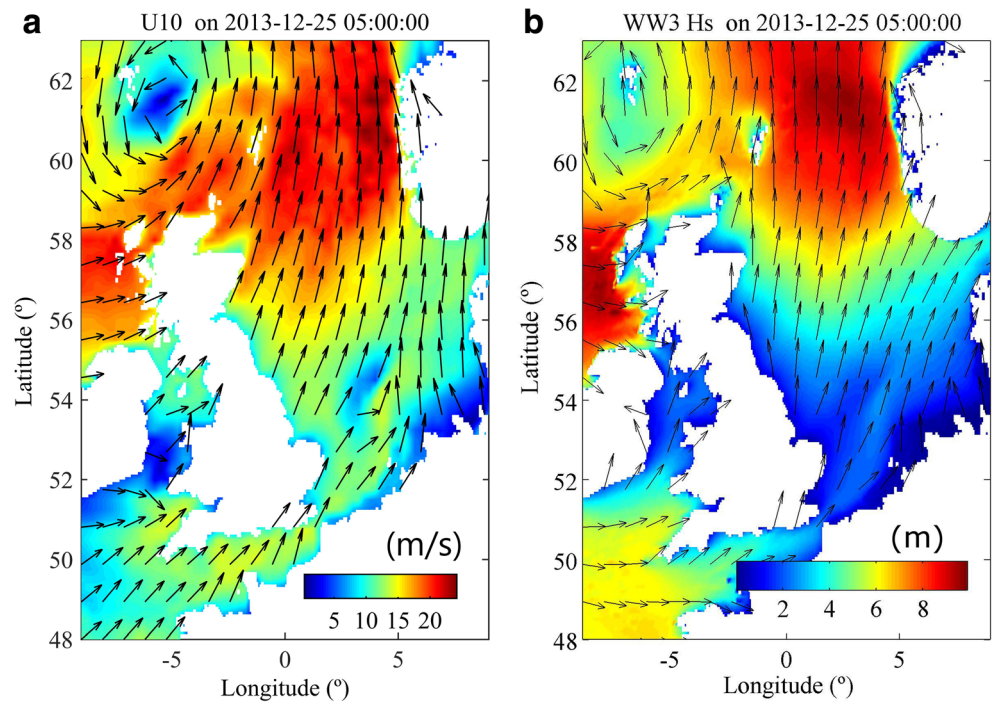 a
U10 on 2013-12-25 05:00:00
62
60
58
56
54
52
50
48
Latitude (º)
-5
0
5
Longitude (º)
(m/s)
5 10 15 20
b
WW3 Hs on 2013-12-25 05:00:00
62
60
58
56
54
52
50
48
Latitude (º)
-5
0
5
Longitude (º)
(m)
2 4 6 8